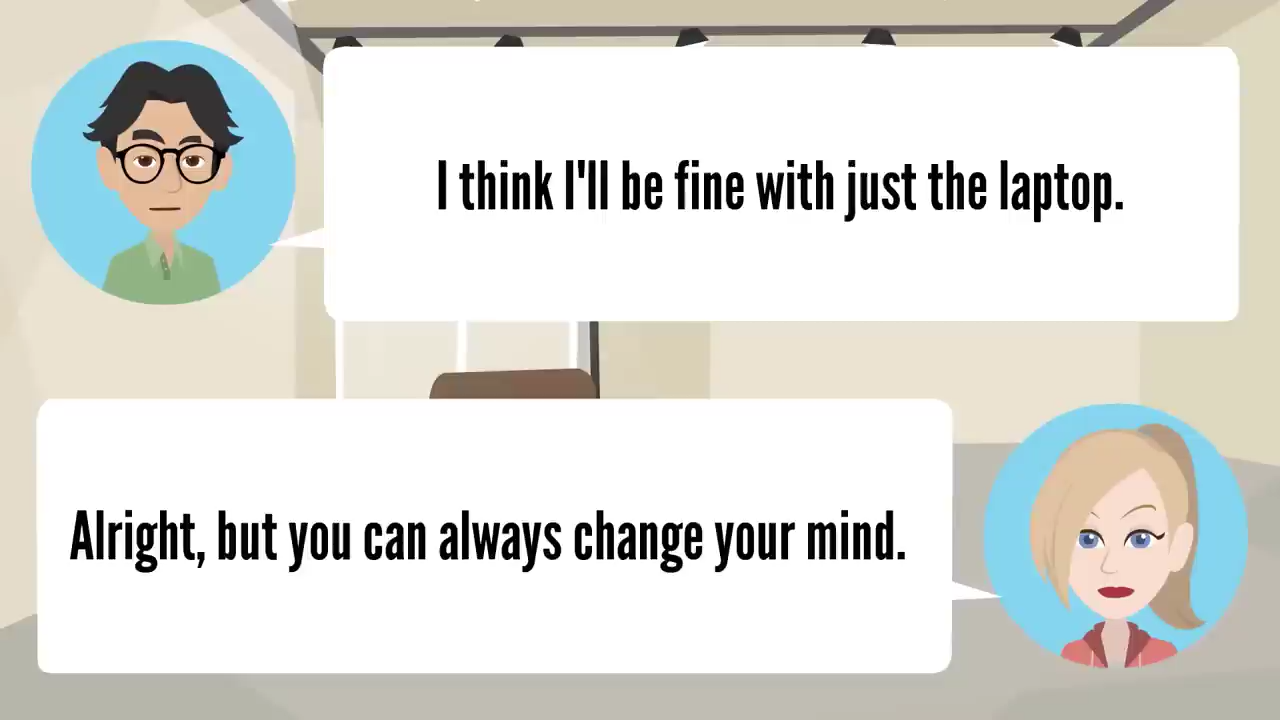 I think I'll be fine with just the laptop.
Alright, but you can always change your mind.